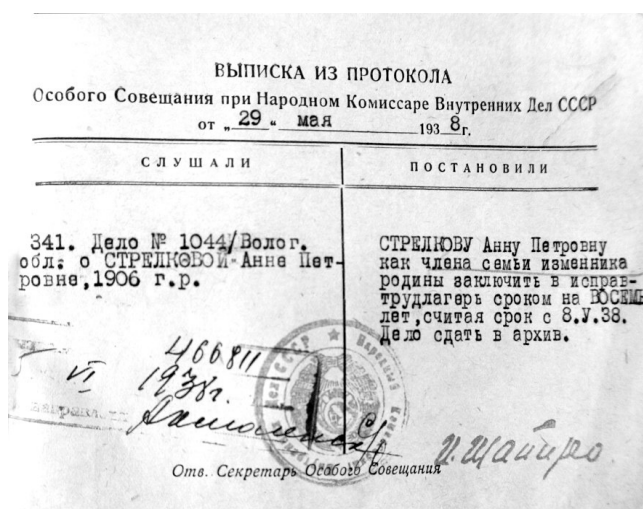 ВЫПИСКА ИЗ ПРОТОКОЛА
Особого Совещания при Народном Комиссаре Внутренних Дел СССР
от „ 29 “ мая 1938 г.
СЛУШАЛИ
341. Дело № 1044/Волог.
обл. о СТРЕЛКОВОЙ Анне Пет-
ровне,1906 г.р.
ПОСТАНОВИЛИ
СТРЕЛКОВУ Анну Петровну
как члена семьи изменника
родины заключить в исправ-
трудлагерь сроком на ВОСЕМЬ
лет,считая срок с 8.V.38.
Дело сдать в архив.
466811
VI 1938г.
Отв. Секретарь Особого Совещания
И. Шапиро